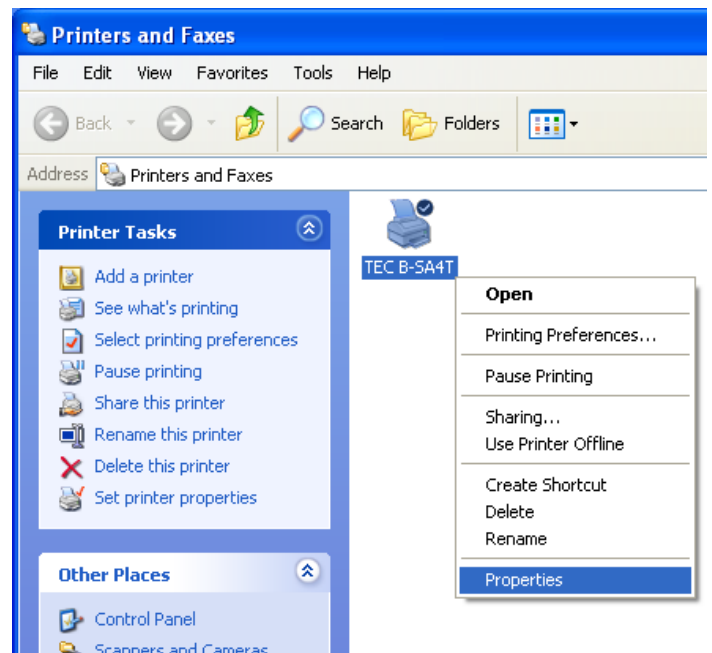 Printers and Faxes
File Edit View Favorites Tools Help
Back Search Folders
Address Printers and Faxes
Printer Tasks
Add a printer
See what's printing
Select printing preferences
Pause printing
Share this printer
Rename this printer
Delete this printer
Set printer properties
Other Places
Control Panel
Scanners and Cameras
TEC B-SA4T
Open
Printing Preferences...
Pause Printing
Sharing...
Use Printer Offline
Create Shortcut
Delete
Rename
Properties